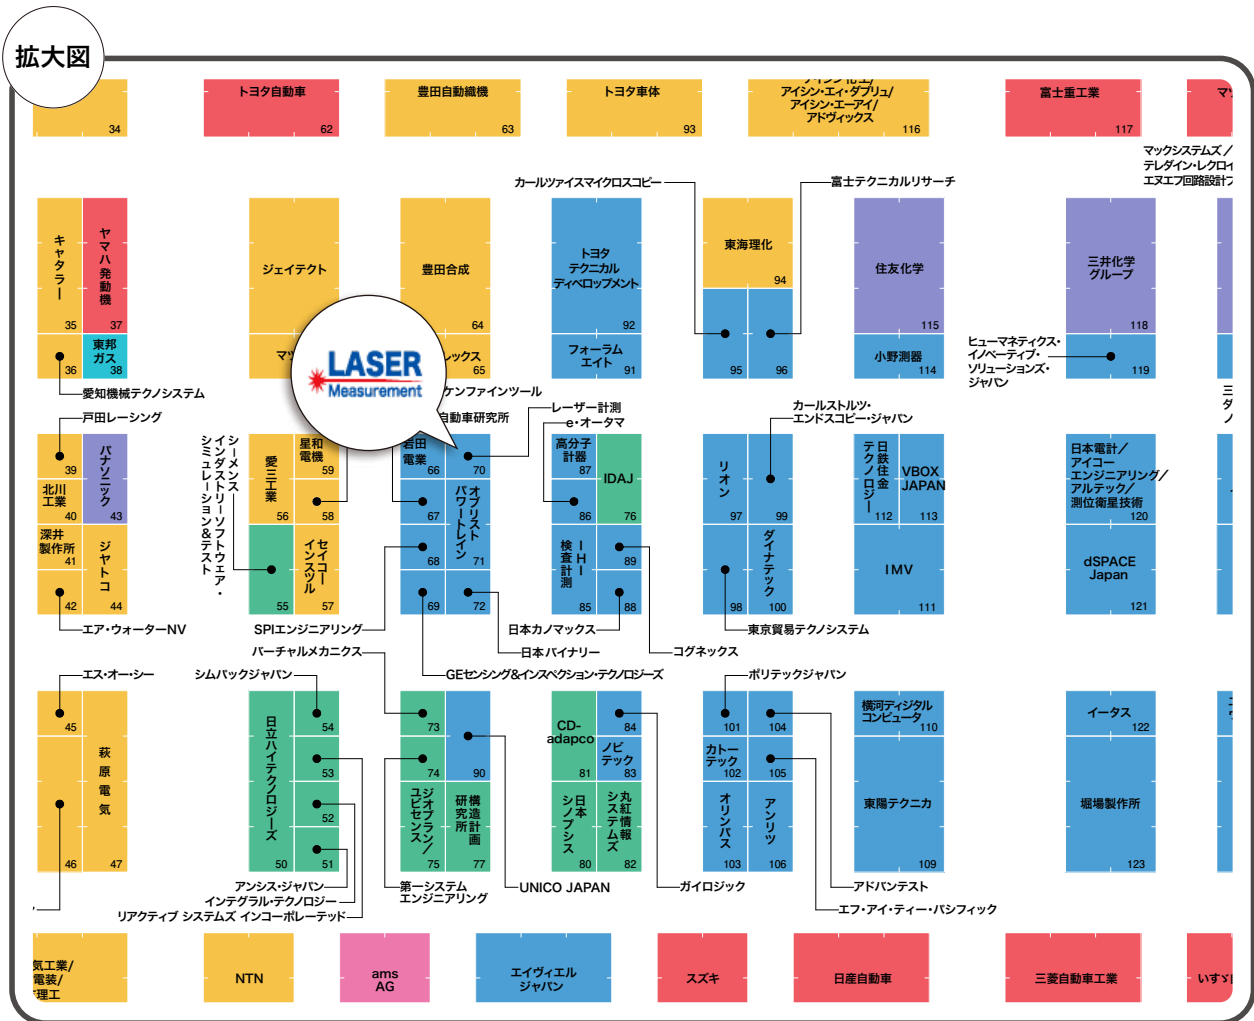 拡大図
34
トヨタ自動車
62
豊田自動織機
63
トヨタ車体
93
アイシン・エィ・ダブリュ/
アイシン・エーアイ/
アドヴィックス
116
富士重工業
117
マックシステムズ/
テレダイン・レクロイ
エヌエフ回路設計ブ
カールツァイスマイクロスコピー
富士テクニカルリサーチ
キャタラー
35
ヤマハ発動機
37
36
東邦
ガス
38
愛知機械テクノシステム
ジェイテクト
豊田合成
64
レックス
65
トヨタ
テクニカル
ディベロップメント
92
フォーラム
エイト
91
東海理化
94
95
96
住友化学
115
小野測器
114
三井化学
グループ
118
119
ヒューマネティクス・
イノベーティブ・
ソリューションズ・
ジャパン
LASER
Measurement
ケンファインツール
自動車研究所
レーザー計測
e・オータマ
カールストルツ・
エンドスコピー・ジャパン
戸田レーシング
39
パナソニック
43
北川
工業
40
深井
製作所
41
ジヤトコ
44
42
エア・ウォーターNV
シーメンス
インダストリーソフトウェア・
シミュレーション&テスト
愛三工業
56
星和
電機
59
58
55
セイコー
インスツル
57
岩田
電業
66
70
67
オブリスト
パワートレイン
71
68
69
72
高分子
計器
87
IDAJ
76
86
IHI
検査計測
85
89
88
リオン
97
99
98
ダイナテック
100
日鉄住金
テクノロジー
112
VBOX
JAPAN
113
IMV
111
日本電計/
アイコー
エンジニアリング/
アルテック/
測位衛星技術
120
dSPACE
Japan
121
SPIエンジニアリング
日本カノマックス
東京貿易テクノシステム
バーチャルメカニクス
日本バイナリー
コグネックス
エス・オー・シー
シムパックジャパン
GEセンシング&インスペクション・テクノロジーズ
ポリテックジャパン
45
萩原電気
47
46
日立ハイテクノロジーズ
50
54
53
52
51
73
90
74
ジオプラン/
ユビセンス
75
構造計画
研究所
77
CD-
adapco
81
84
ノビ
テック
83
日本
シノプシス
80
丸紅情報
システムズ
82
101
104
カトー
テック
102
105
オリンパス
103
アンリツ
106
横河ディジタル
コンピュータ
110
東陽テクニカ
109
イータス
122
堀場製作所
123
アンシス・ジャパン
インテグラル・テクノロジー
リアクティブ システムズ インコーポレーテッド
第一システム
エンジニアリング
UNICO JAPAN
ガイロジック
アドバンテスト
エフ・アイ・ティー・パシフィック
気工業/
電装/
理工
NTN
ams
AG
エイヴィエル
ジャパン
スズキ
日産自動車
三菱自動車工業
いすゞ